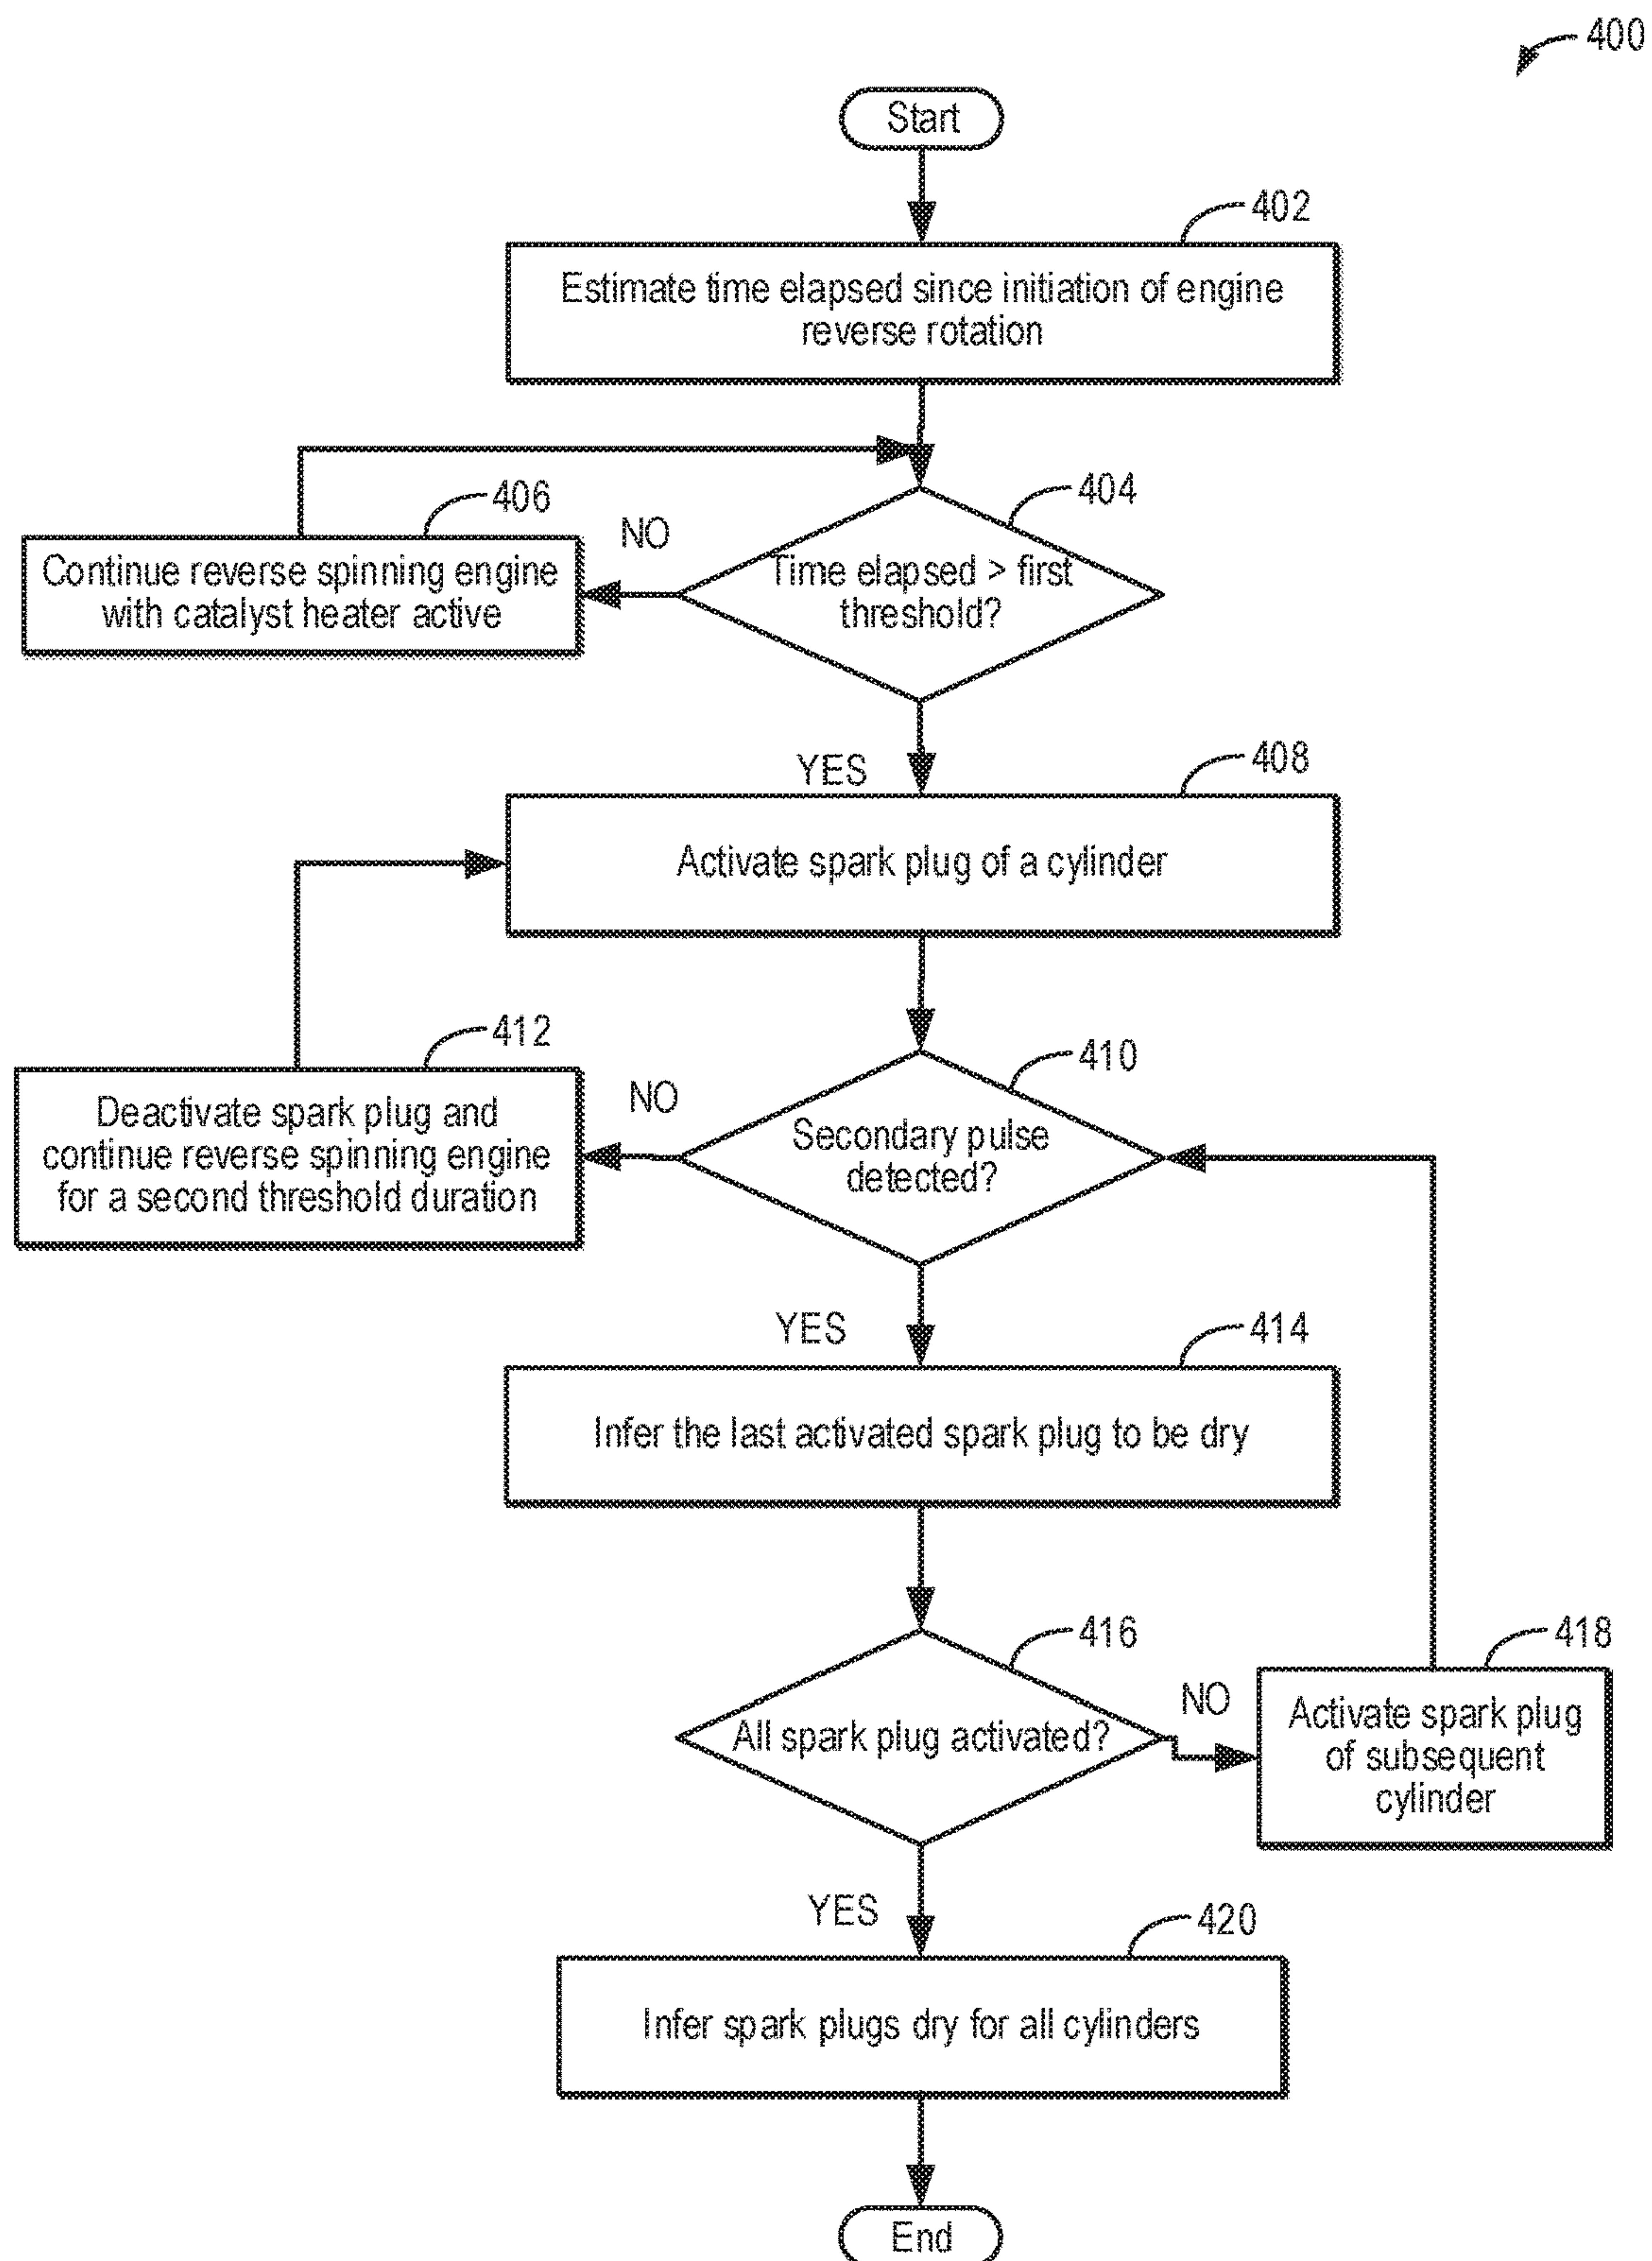 400
Start
402
Estimate time elapsed since initiation of engine
reverse rotation
404
406
NO
Time elapsed > first
threshold?
Continue reverse spinning engine
with catalyst heater active
YES
408
Activate spark plug of a cylinder
410
412
NO
Secondary pulse
detected?
Deactivate spark plug and
continue reverse spinning engine
for a second threshold duration
YES
414
Infer the last activated spark plug to be dry
416
418
NO
All spark plug activated?
Activate spark plug
of subsequent
cylinder
YES
420
Infer spark plugs dry for all cylinders
End